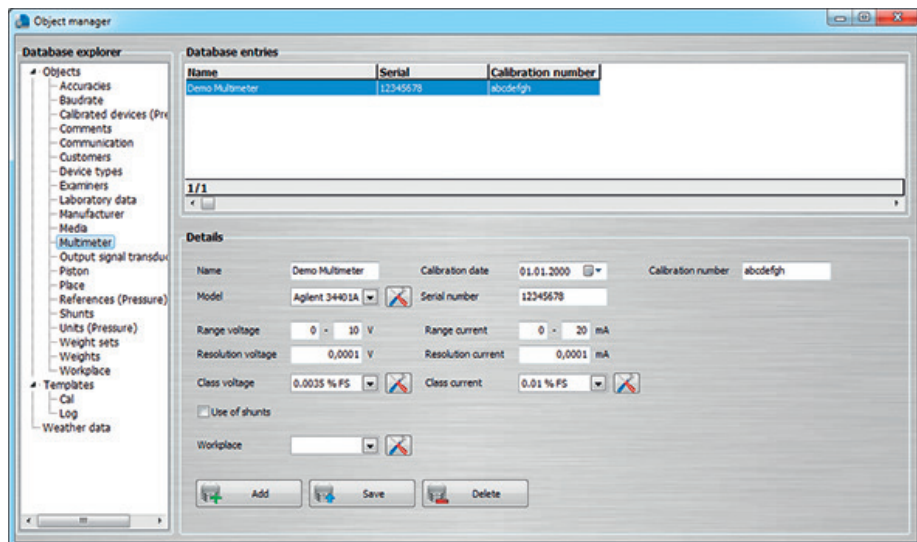 Object manager
Database explorer
Objects
Accuracies
Baudrate
Calibrated devices (Pre
Comments
Communication
Customers
Device types
Examiners
Laboratory data
Manufacturer
Media
Multimeter
Output signal transduc
Piston
Place
References (Pressure)
Shunts
Units (Pressure)
Weight sets
Weights
Workplace
Templates
Cal
Log
Weather data
Database entries
Name Serial Calibration number
Demo Multimeter 12345678 abcdefgh
1/1
Details
Name Demo Multimeter Calibration date 01.01.2000 Calibration number abcdefgh
Model Agilent 34401A Serial number 12345678
Range voltage 0 - 10 V Range current 0 - 20 mA
Resolution voltage 0,0001 V Resolution current 0,0001 mA
Class voltage 0.0035 % FS Class current 0.01 % FS
Use of shunts
Workplace
Add Save Delete